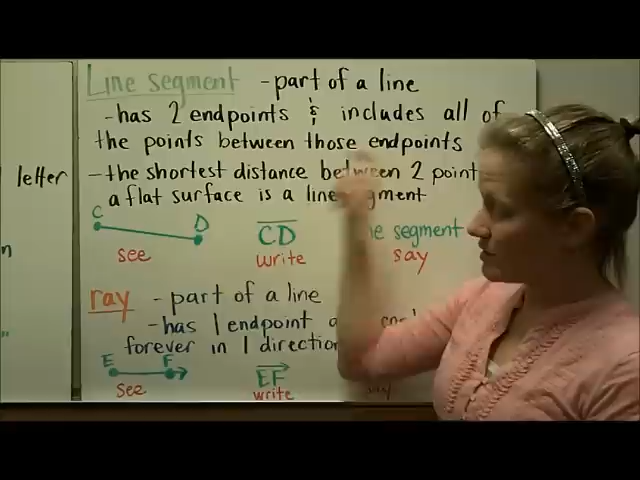 Line segment - part of a line
- has 2 endpoints & includes all of
the points between those endpoints
letter
- the shortest distance between 2 point
a flat surface is a line segment
C D
CD segment
see write say
n
ray - part of a line
- has 1 endpoint
forever in 1 direction
E F
EF
see write say